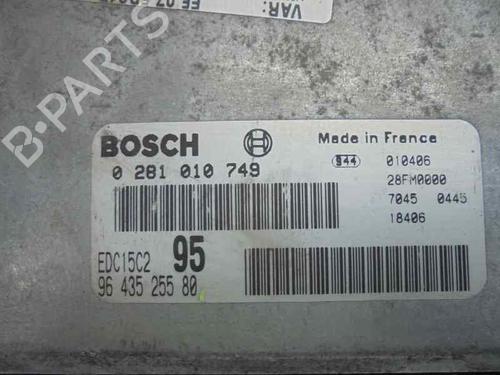 VAR:
B-PARTS
BOSCH
Made in France
0 281 010 749
S44 010406
28FM0000
7045 0445
18406
EDC15C2 95
96 435 255 80